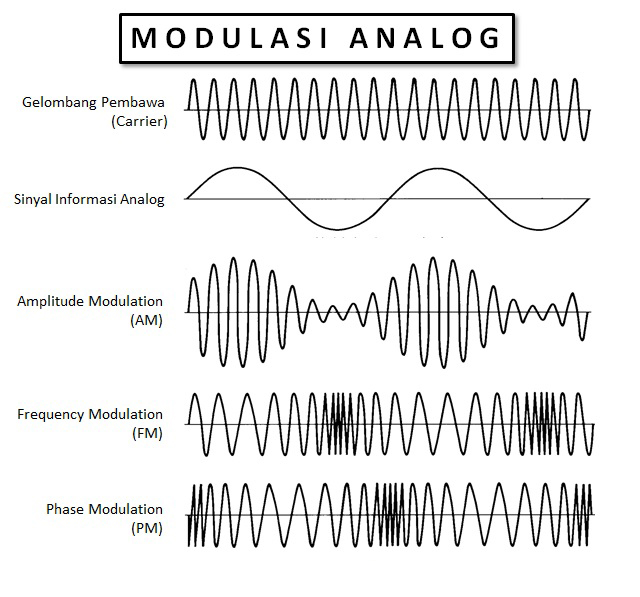 MODULASI ANALOG
Gelombang Pembawa
(Carrier)
Sinyal Informasi Analog
Amplitude Modulation
(AM)
Frequency Modulation
(FM)
Phase Modulation
(PM)